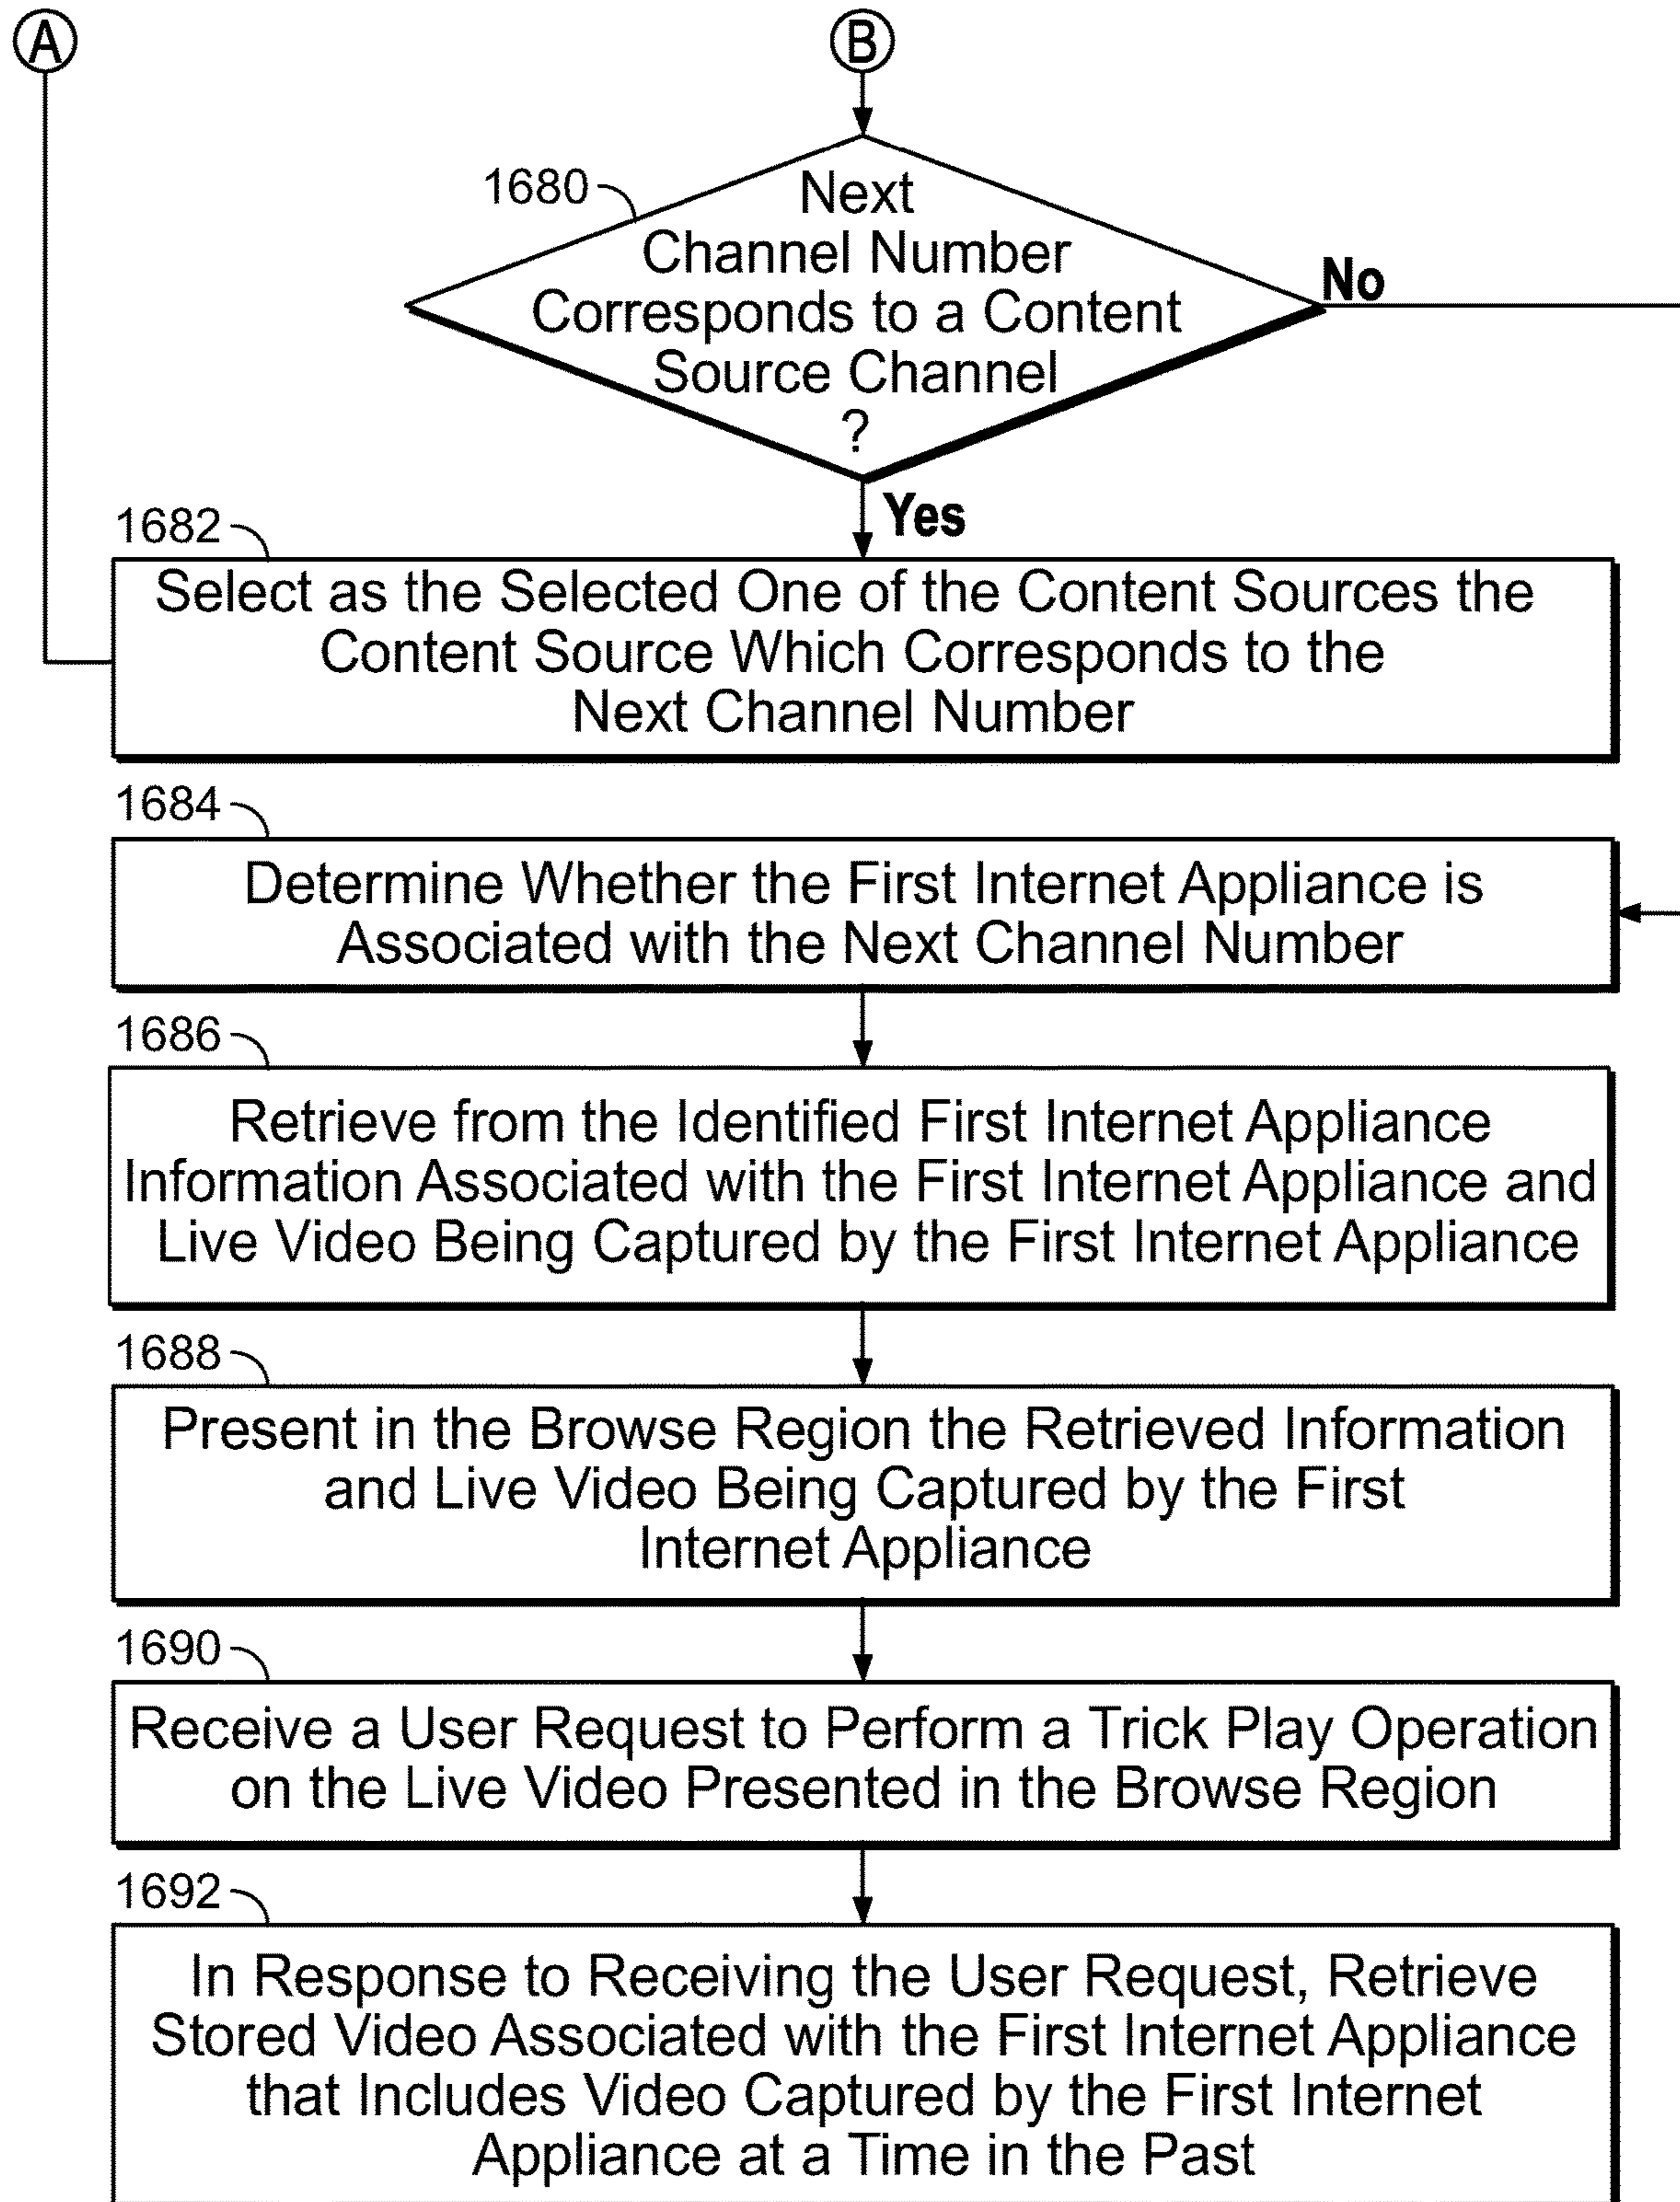 A
B
1680
Next
Channel Number
Corresponds to a Content
Source Channel
?
No
Yes
1682
Select as the Selected One of the Content Sources the
Content Source Which Corresponds to the
Next Channel Number
1684
Determine Whether the First Internet Appliance is
Associated with the Next Channel Number
1686
Retrieve from the Identified First Internet Appliance
Information Associated with the First Internet Appliance and
Live Video Being Captured by the First Internet Appliance
1688
Present in the Browse Region the Retrieved Information
and Live Video Being Captured by the First
Internet Appliance
1690
Receive a User Request to Perform a Trick Play Operation
on the Live Video Presented in the Browse Region
1692
In Response to Receiving the User Request, Retrieve
Stored Video Associated with the First Internet Appliance
that Includes Video Captured by the First Internet
Appliance at a Time in the Past